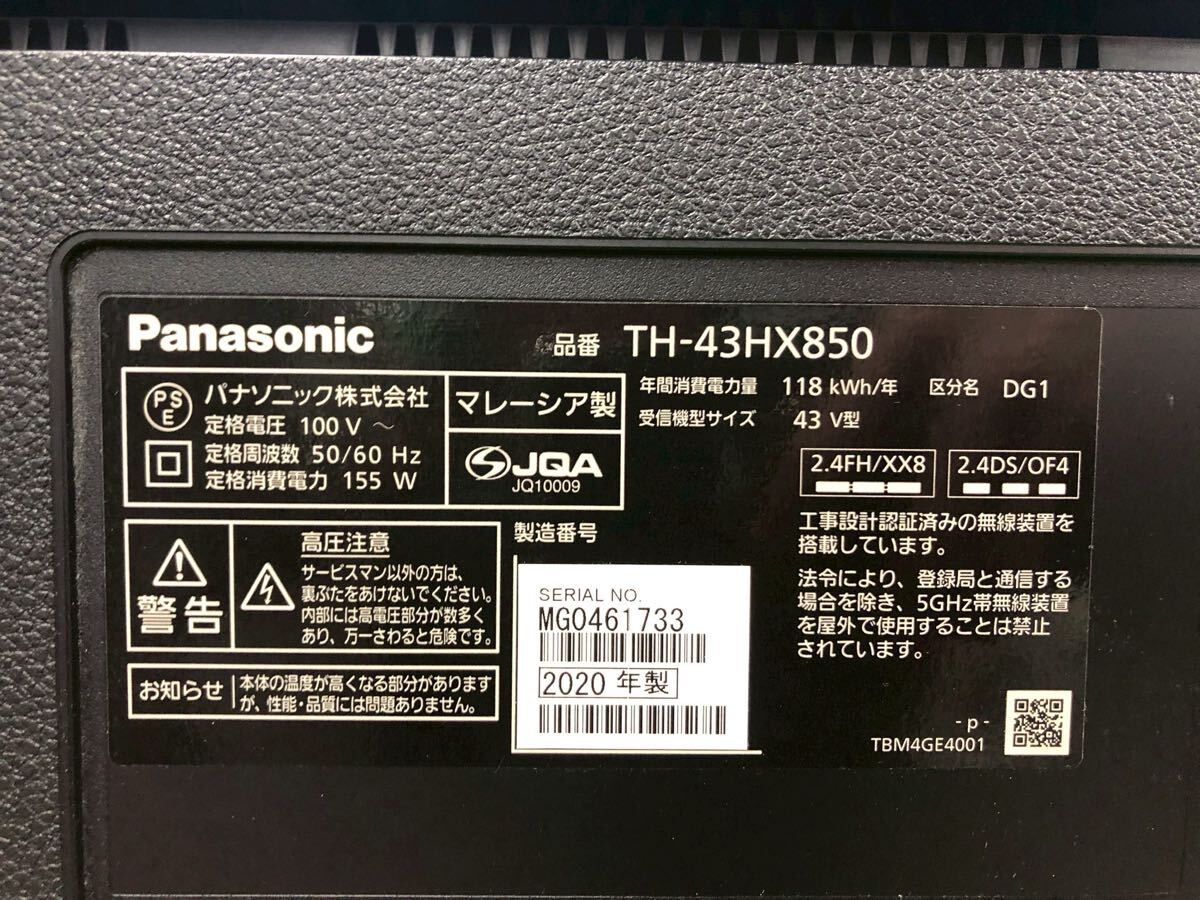 Panasonic
品番 TH-43HX850
PSE パナソニック株式会社
定格電圧 100 V ～
定格周波数 50/60 Hz
定格消費電力 155 W
マレーシア製
JQA
JQ10009
年間消費電力量 118 kWh/年 区分名 DG1
受信機型サイズ 43 V型
2.4FH/XX8 2.4DS/OF4
工事設計認証済みの無線装置を
搭載しています。
法令により、登録局と通信する
場合を除き、5GHz帯無線装置
を屋外で使用することは禁止
されています。
警告
高圧注意
サービスマン以外の方は、
裏ぶたをあけないでください。
内部には高電圧部分が数多く
あり、万一さわると危険です。
お知らせ
本体の温度が高くなる部分がありますが
、性能・品質には問題ありません。
製造番号
SERIAL NO.
MG0461733
2020 年製
- p -
TBM4GE4001